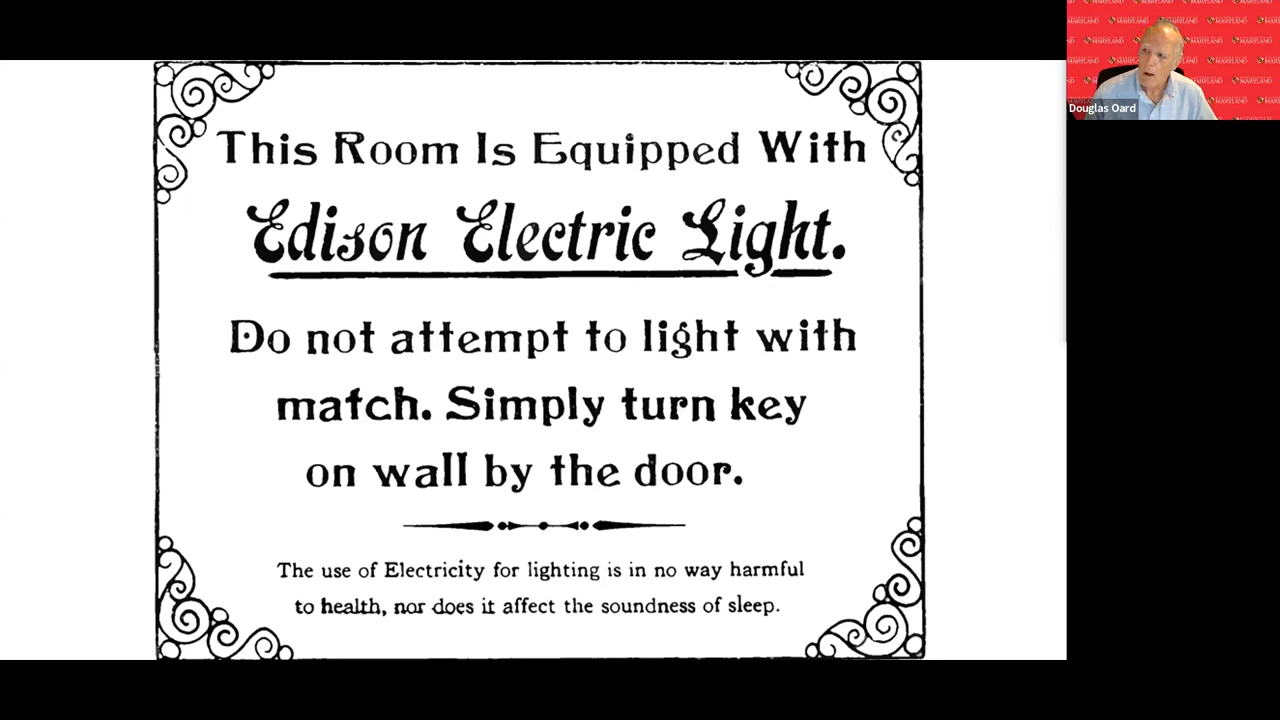 This Room Is Equipped With
Edison Electric Light.
Do not attempt to light with
match. Simply turn key
on wall by the door.
The use of Electricity for lighting is in no way harmful
to health, nor does it affect the soundness of sleep.
Douglas Oard
MARYLAND